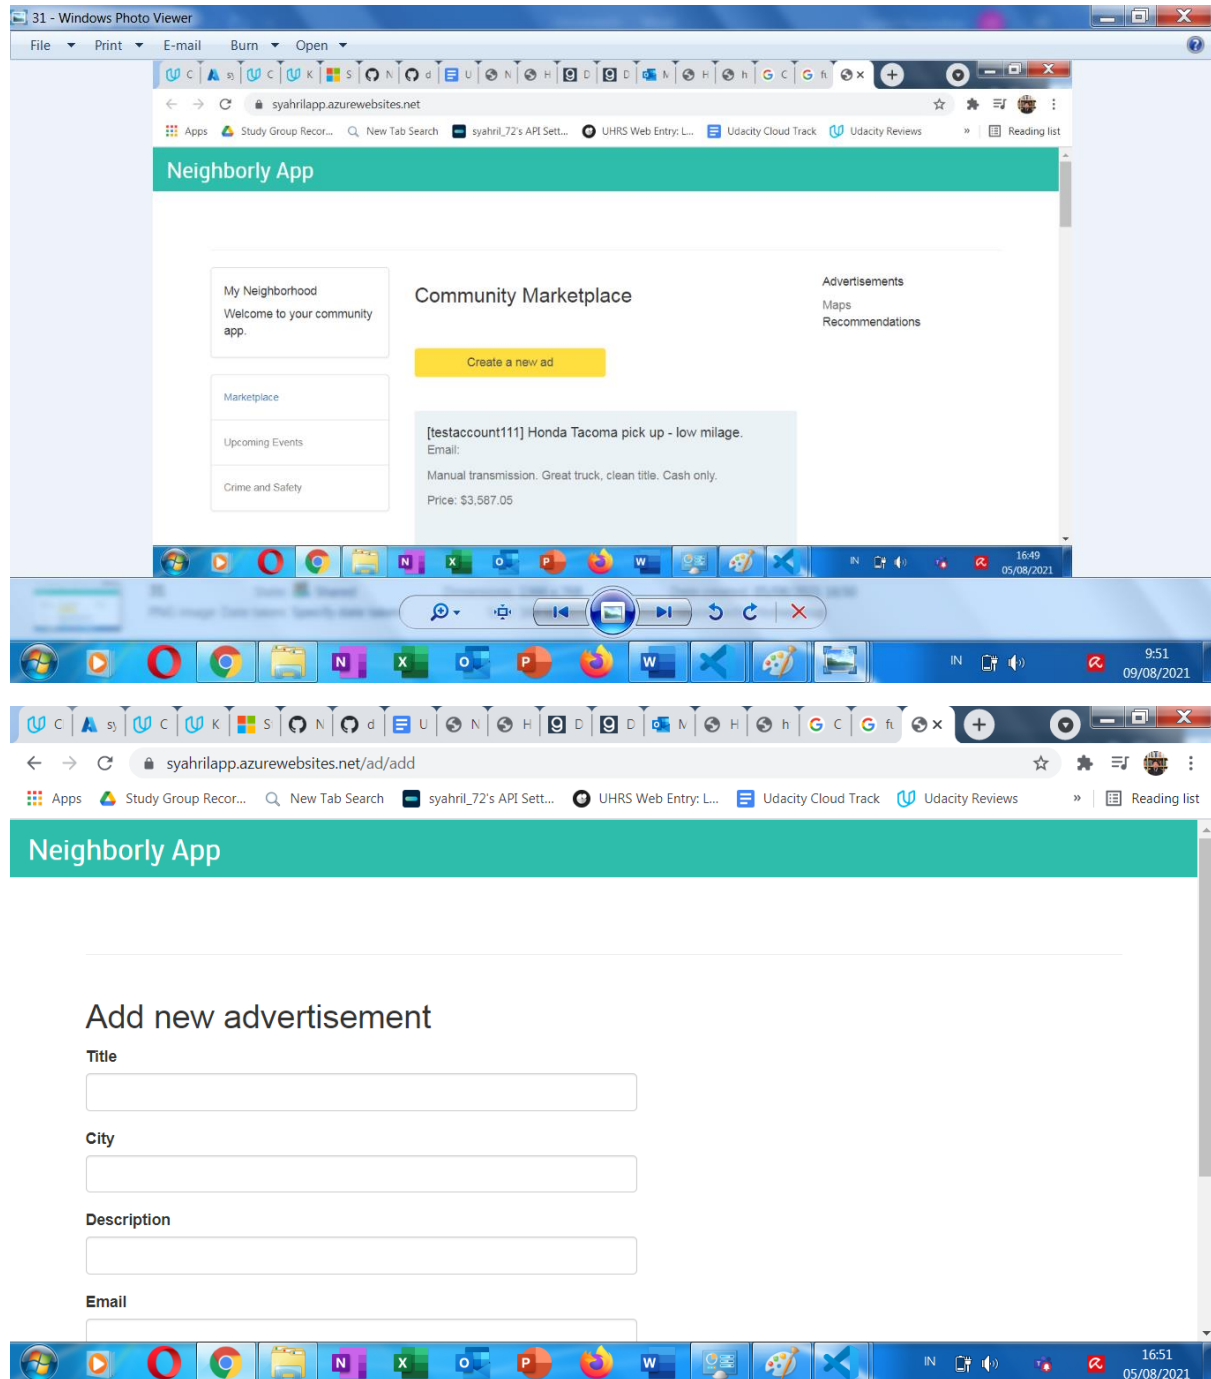 31 - Windows Photo Viewer
File Print E-mail Burn Open
syahrilapp.azurewebsites.net
Apps Study Group Recor... New Tab Search syahril_72's API Sett... UHRS Web Entry: L... Udacity Cloud Track Udacity Reviews » Reading list
Neighborly App
My Neighborhood
Welcome to your community
app.
Marketplace
Upcoming Events
Crime and Safety
Community Marketplace
Create a new ad
[testaccount111] Honda Tacoma pick up - low milage.
Email:
Manual transmission. Great truck, clean title. Cash only.
Price: $3,587.05
Advertisements
Maps
Recommendations
IN
16:49
05/08/2021
IN
9:51
09/08/2021
syahrilapp.azurewebsites.net/ad/add
Apps Study Group Recor... New Tab Search syahril_72's API Sett... UHRS Web Entry: L... Udacity Cloud Track Udacity Reviews » Reading list
Neighborly App
Add new advertisement
Title
City
Description
Email
IN
16:51
05/08/2021